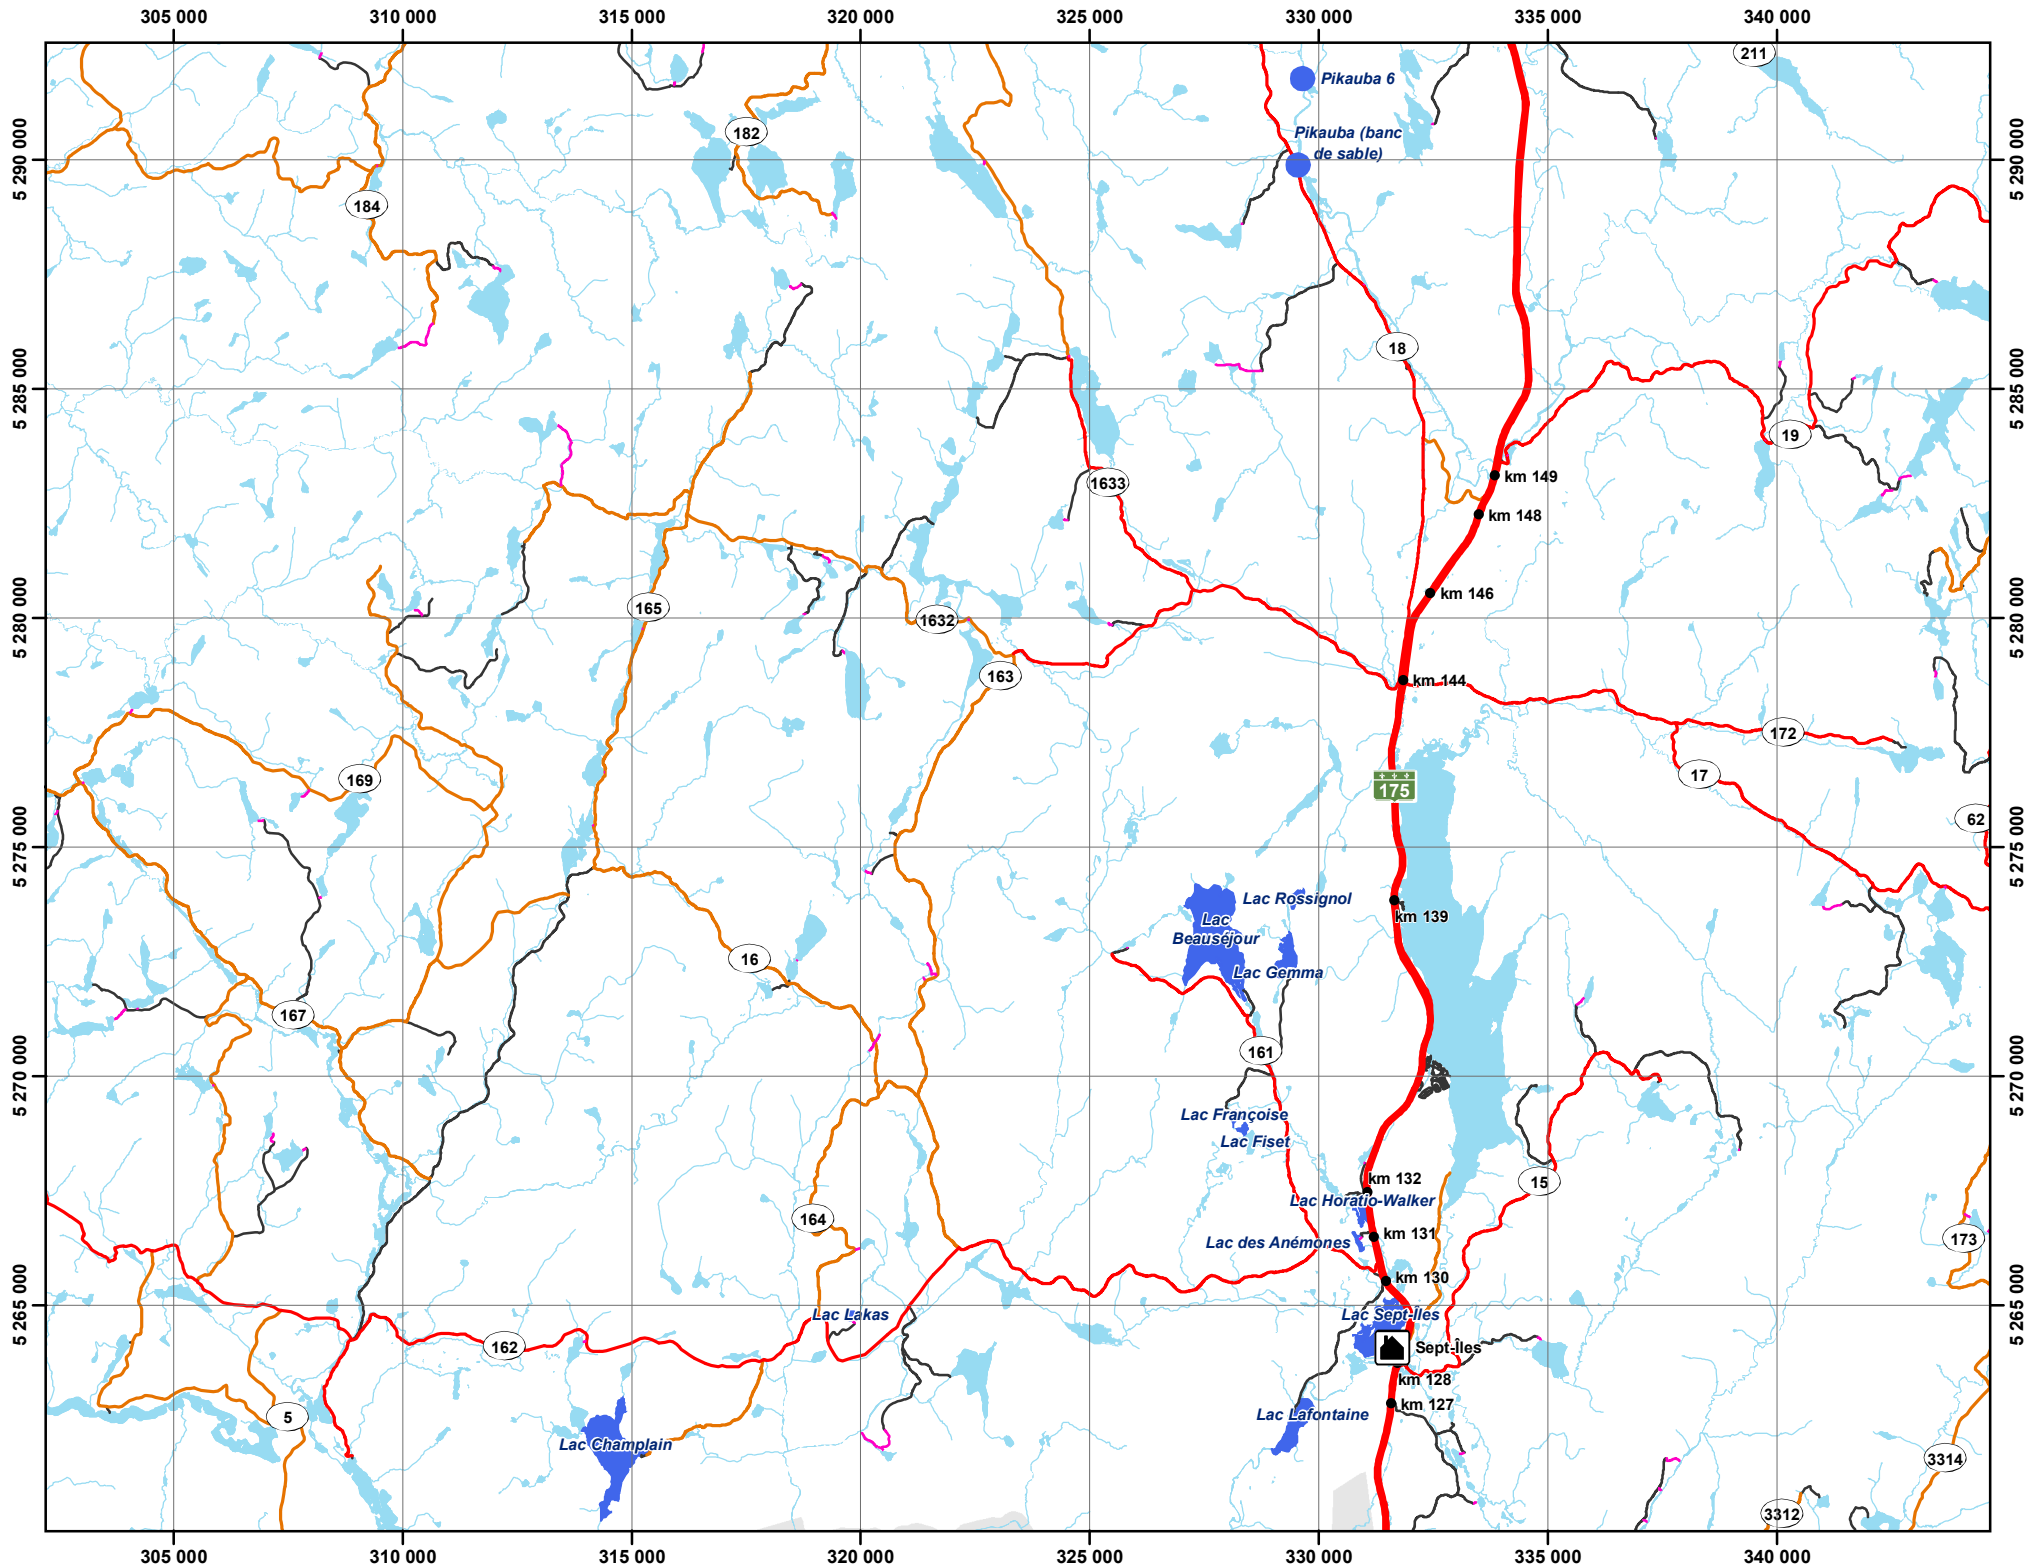 305 000 310 000 315 000 320 000 325 000 330 000 335 000 340 000
211
Pikauba 6
182
Pikauba (banc
de sable)
5 290 000 5 290 000
184
18
5 285 000 5 285 000
19
km 149
1633
km 148
km 146
165
5 280 000 5 280 000
1632
163
km 144
172
17
169
175
62
5 275 000 5 275 000
Lac Rossignol
km 139
Lac
Beauséjour
16
Lac Gemma
167
161
5 270 000 5 270 000
Lac Françoise
Lac Fiset
km 132
15
Lac Horatio-Walker
164
km 131
173
Lac des Anémones
km 130
5 265 000 5 265 000
Lac Lakas
Lac Sept-Îles
162
Sept-Îles
km 128
km 127
5
Lac Lafontaine
Lac Champlain
3314
3312
305 000 310 000 315 000 320 000 325 000 330 000 335 000 340 000